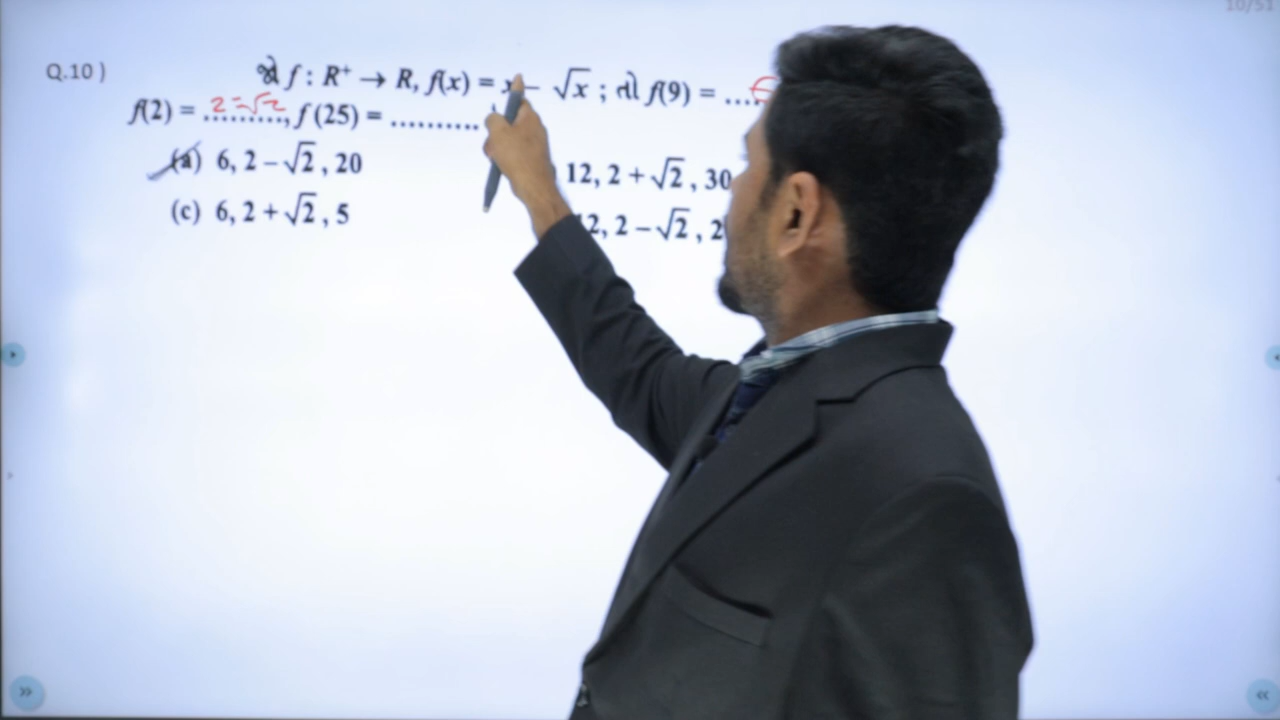 10/51
Q.10 )
જો f : R⁺ → R, f(x) = x – √x ; તો f(9) = ....
f(2) = 2-√2, f (25) = ..........
(a) 6, 2 – √2 , 20
12, 2 + √2 , 30
(c) 6, 2 + √2 , 5
12, 2 – √2 , 2